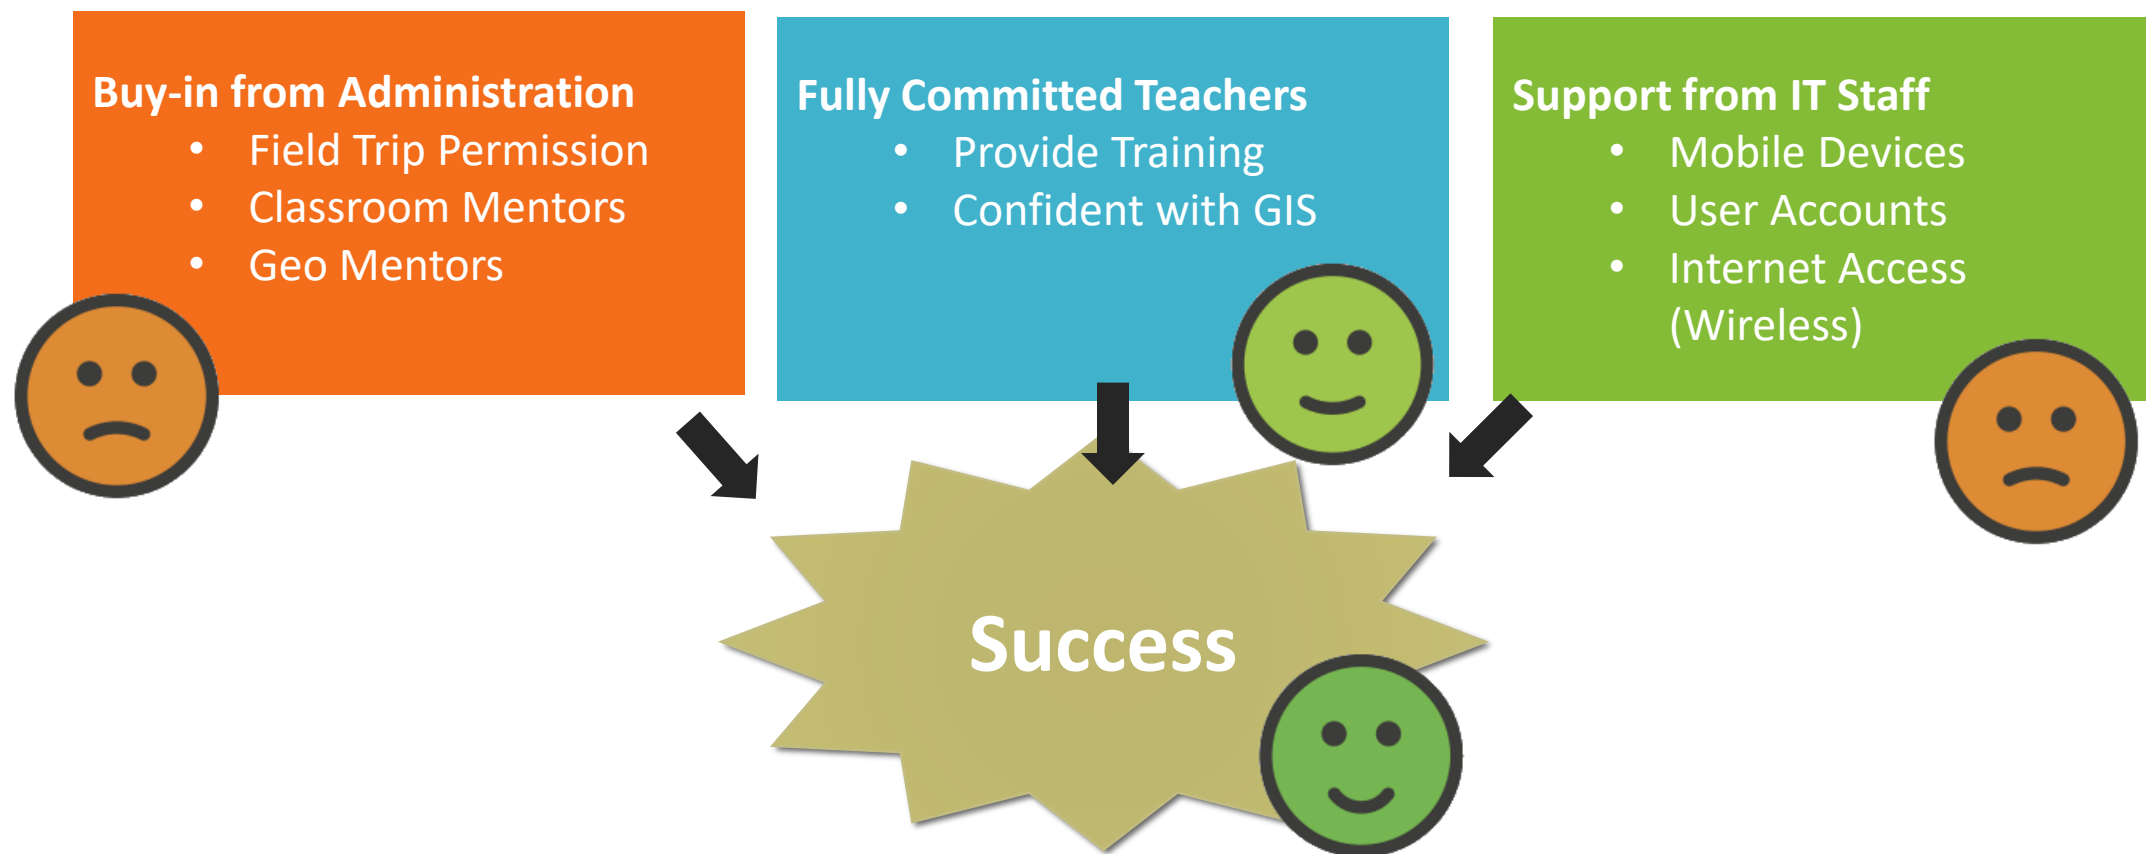 Buy-in from Administration
• Field Trip Permission
• Classroom Mentors
• Geo Mentors
Fully Committed Teachers
• Provide Training
• Confident with GIS
Support from IT Staff
• Mobile Devices
• User Accounts
• Internet Access
(Wireless)
Success